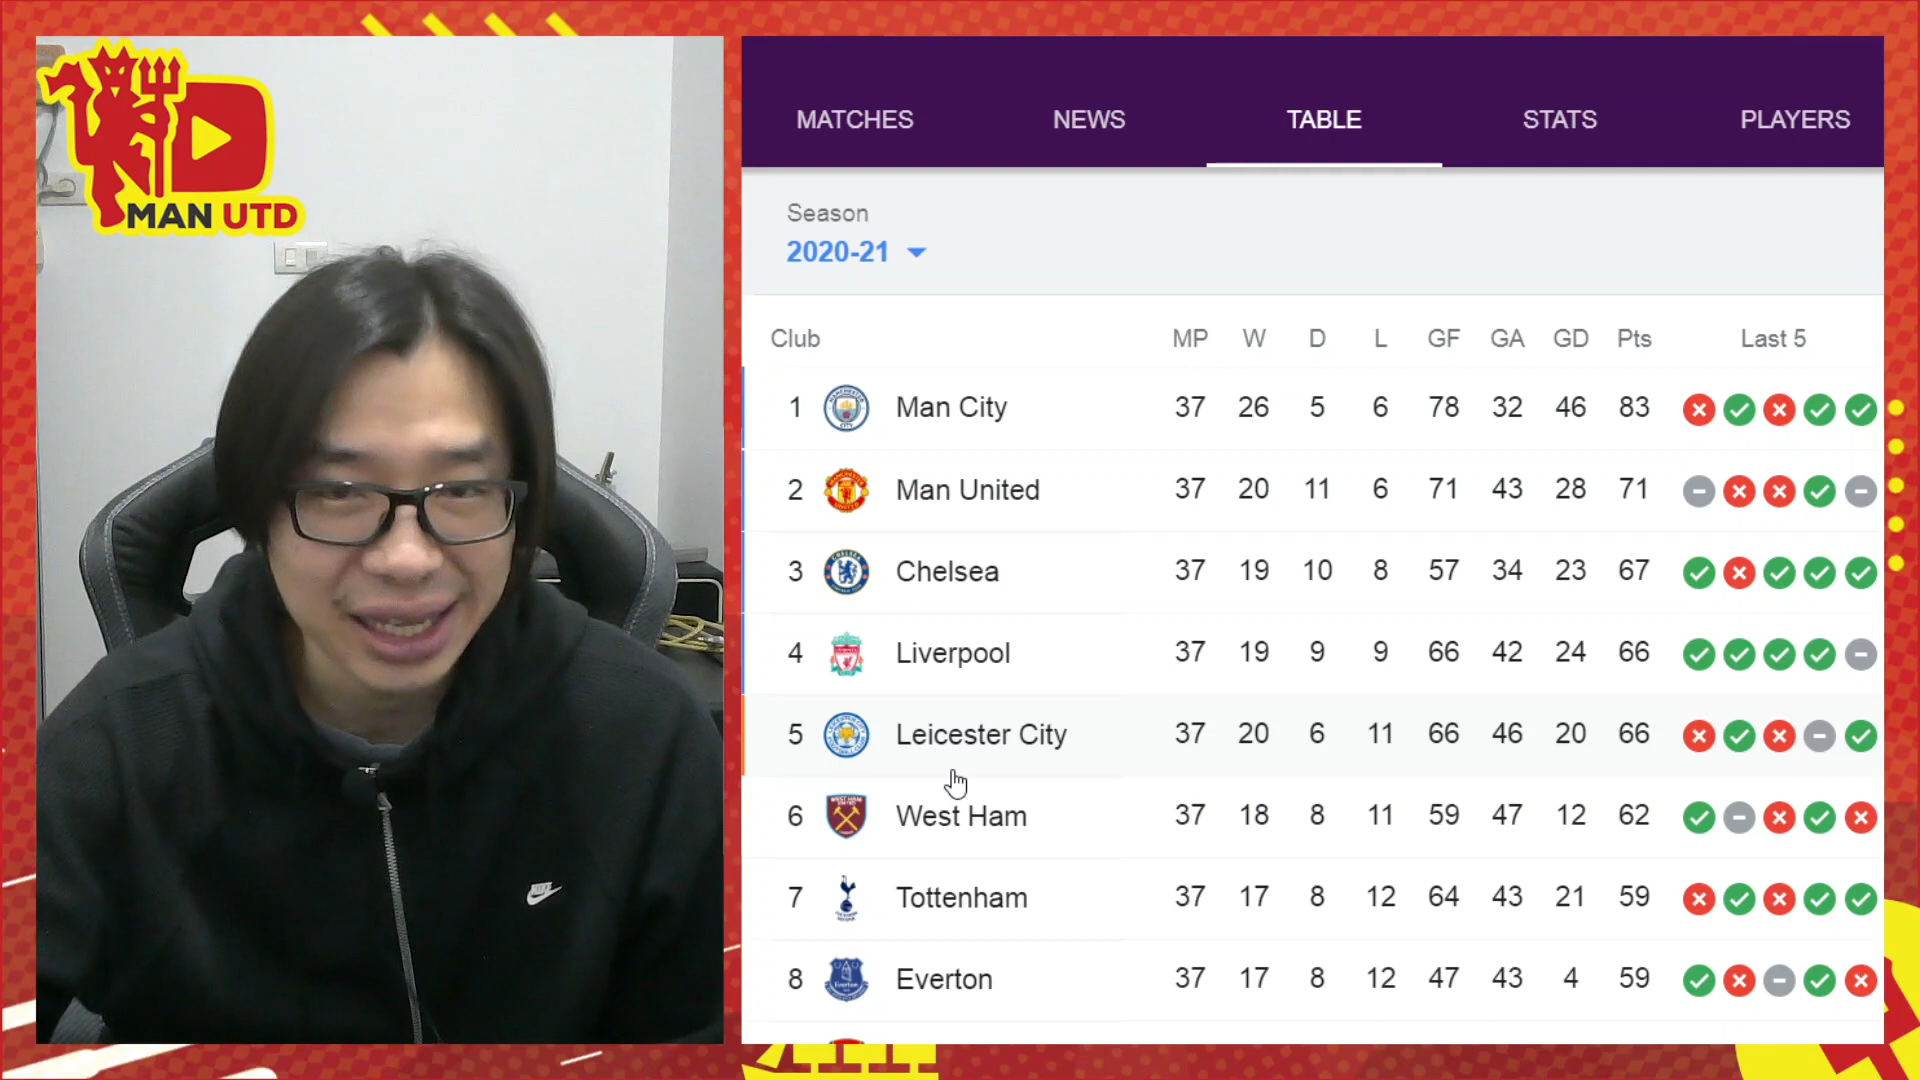 MAN UTD
MATCHES NEWS TABLE STATS PLAYERS
Season
2020-21
Club MP W D L GF GA GD Pts Last 5
1 Man City 37 26 5 6 78 32 46 83
2 Man United 37 20 11 6 71 43 28 71
3 Chelsea 37 19 10 8 57 34 23 67
4 Liverpool 37 19 9 9 66 42 24 66
5 Leicester City 37 20 6 11 66 46 20 66
6 West Ham 37 18 8 11 59 47 12 62
7 Tottenham 37 17 8 12 64 43 21 59
8 Everton 37 17 8 12 47 43 4 59